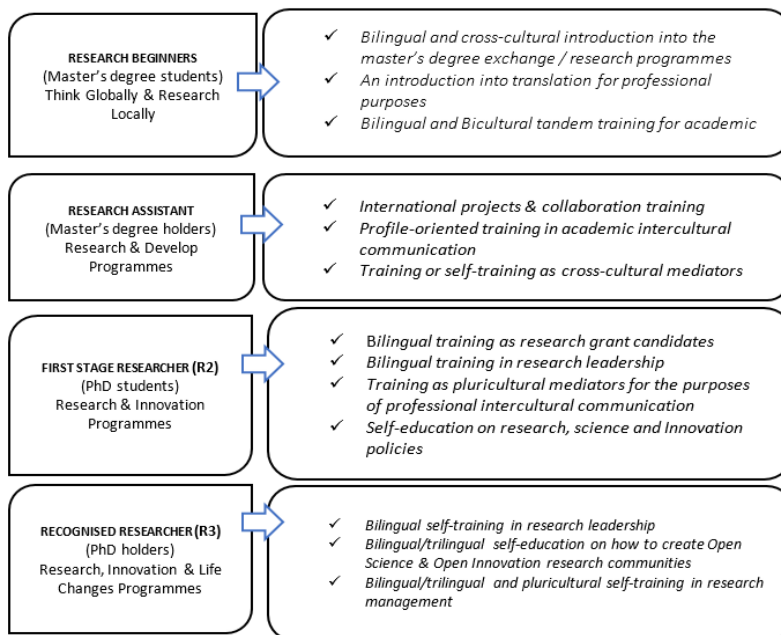 RESEARCH BEGINNERS
(Master's degree students)
Think Globally & Research
Locally
✓ Bilingual and cross-cultural introduction into the
master's degree exchange / research programmes
✓ An introduction into translation for professional
purposes
✓ Bilingual and Bicultural tandem training for academic
RESEARCH ASSISTANT
(Master's degree holders)
Research & Develop
Programmes
✓ International projects & collaboration training
✓ Profile-oriented training in academic intercultural
communication
✓ Training or self-training as cross-cultural mediators
FIRST STAGE RESEARCHER (R2)
(PhD students)
Research & Innovation
Programmes
✓ Bilingual training as research grant candidates
✓ Bilingual training in research leadership
✓ Training as pluricultural mediators for the purposes
of professional intercultural communication
✓ Self-education on research, science and Innovation
policies
RECOGNISED RESEARCHER (R3)
(PhD holders)
Research, Innovation & Life
Changes Programmes
✓ Bilingual self-training in research leadership
✓ Bilingual/trilingual self-education on how to create Open
Science & Open Innovation research communities
✓ Bilingual/trilingual and pluricultural self-training in research
management